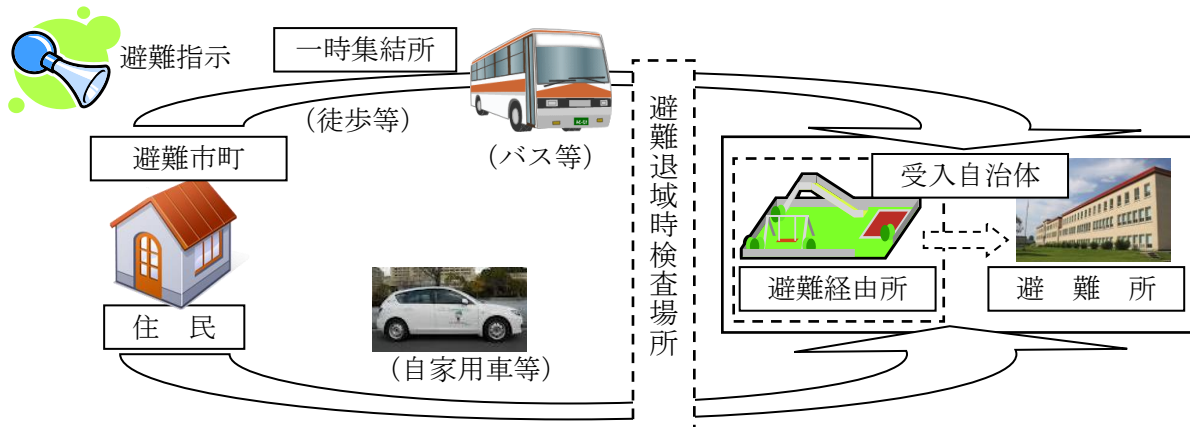 避難指示
一時集結所
(徒歩等)
(バス等)
避難市町
住 民
(自家用車等)
避難退域時検査場所
受入自治体
避難経由所
避 難 所